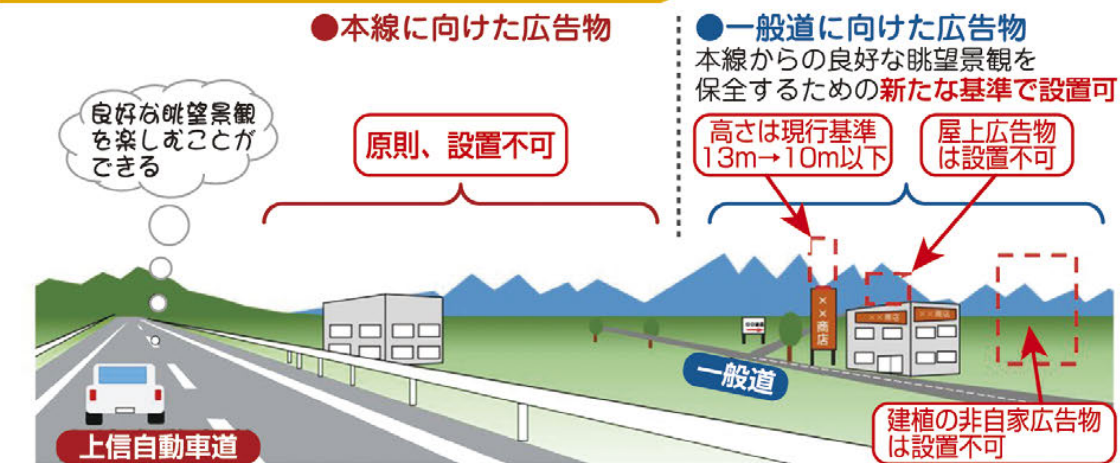 ●本線に向けた広告物
●一般道に向けた広告物
本線からの良好な眺望景観を
保全するための新たな基準で設置可
良好な眺望景観
を楽しむことが
できる
原則、設置不可
高さは現行基準
13m→10m以下
屋上広告物
は設置不可
××商店
××商店
××商店
一般道
建植の非自家広告物
は設置不可
上信自動車道